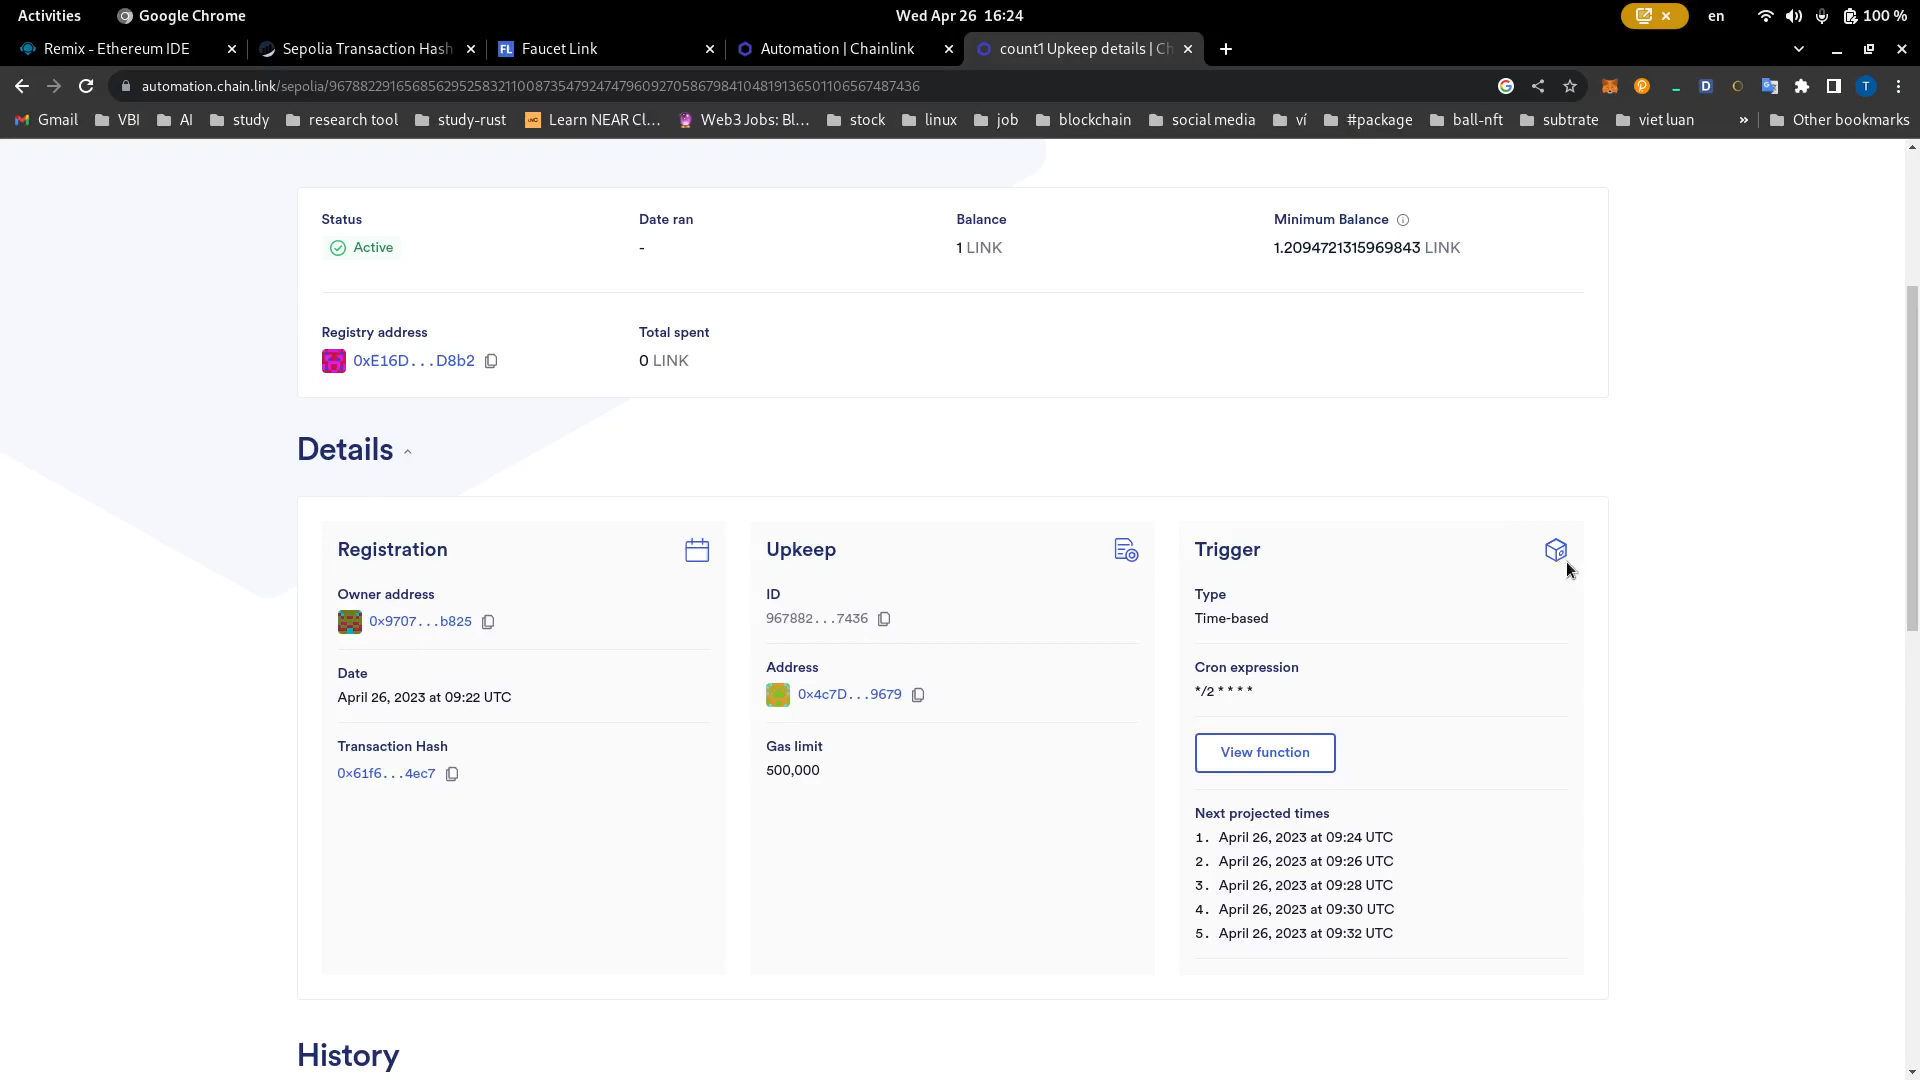 Activities
Google Chrome
Wed Apr 26 16:24
en
100 %
Remix - Ethereum IDE
Sepolia Transaction Hash
FL Faucet Link
Automation | Chainlink
count1 Upkeep details | Ch
automation.chain.link/sepolia/96788229165685629525832110087354792474796092705867984104819136501106567487436
Gmail
VBI
AI
study
research tool
study-rust
Learn NEAR Cl...
Web3 Jobs: Bl...
stock
linux
job
blockchain
social media
ví
#package
ball-nft
subtrate
viet luan
»
Other bookmarks
Status
Date ran
Balance
Minimum Balance
Active
-
1 LINK
1.2094721315969843 LINK
Registry address
Total spent
0xE16D...D8b2
0 LINK
Details
Registration
Owner address
0x9707...b825
Date
April 26, 2023 at 09:22 UTC
Transaction Hash
0x61f6...4ec7
Upkeep
ID
967882...7436
Address
0x4c7D...9679
Gas limit
500,000
Trigger
Type
Time-based
Cron expression
*/2 * * * *
View function
Next projected times
1. April 26, 2023 at 09:24 UTC
2. April 26, 2023 at 09:26 UTC
3. April 26, 2023 at 09:28 UTC
4. April 26, 2023 at 09:30 UTC
5. April 26, 2023 at 09:32 UTC
History